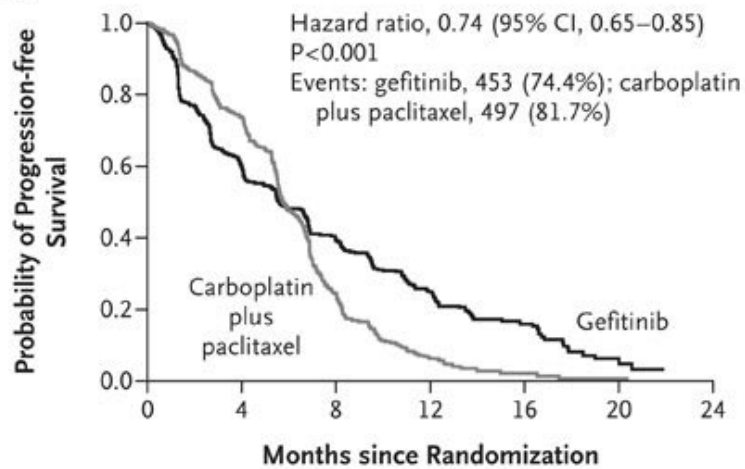 Hazard ratio, 0.74 (95% CI, 0.65–0.85)
P<0.001
Events: gefitinib, 453 (74.4%); carboplatin
plus paclitaxel, 497 (81.7%)
Probability of Progression-free
Survival
1.0
0.8
0.6
0.4
0.2
0.0
Carboplatin
plus
paclitaxel
Gefitinib
0 4 8 12 16 20 24
Months since Randomization